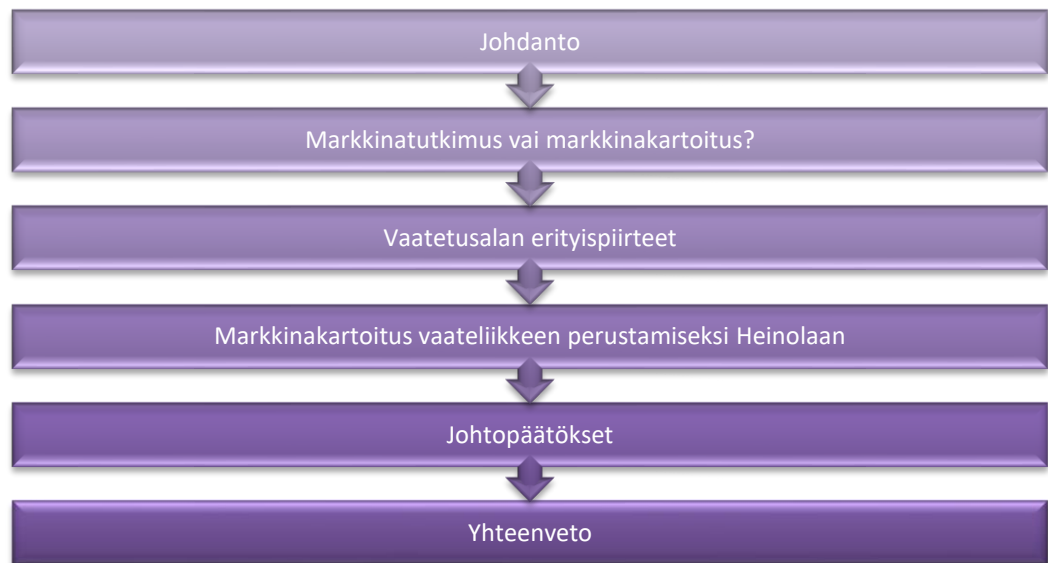 Johdanto
Markkinatutkimus vai markkinakartoitus?
Vaatetusalan erityispiirteet
Markkinakartoitus vaateliikkeen perustamiseksi Heinolaan
Johtopäätökset
Yhteenveto